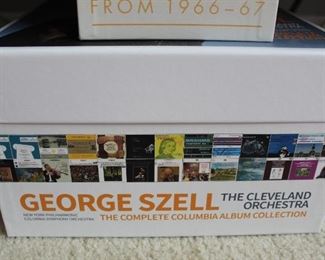 FROM 1966–67
GEORGE SZELL THE CLEVELAND
ORCHESTRA
NEW YORK PHILHARMONIC
COLUMBIA SYMPHONY ORCHESTRA
THE COMPLETE COLUMBIA ALBUM COLLECTION